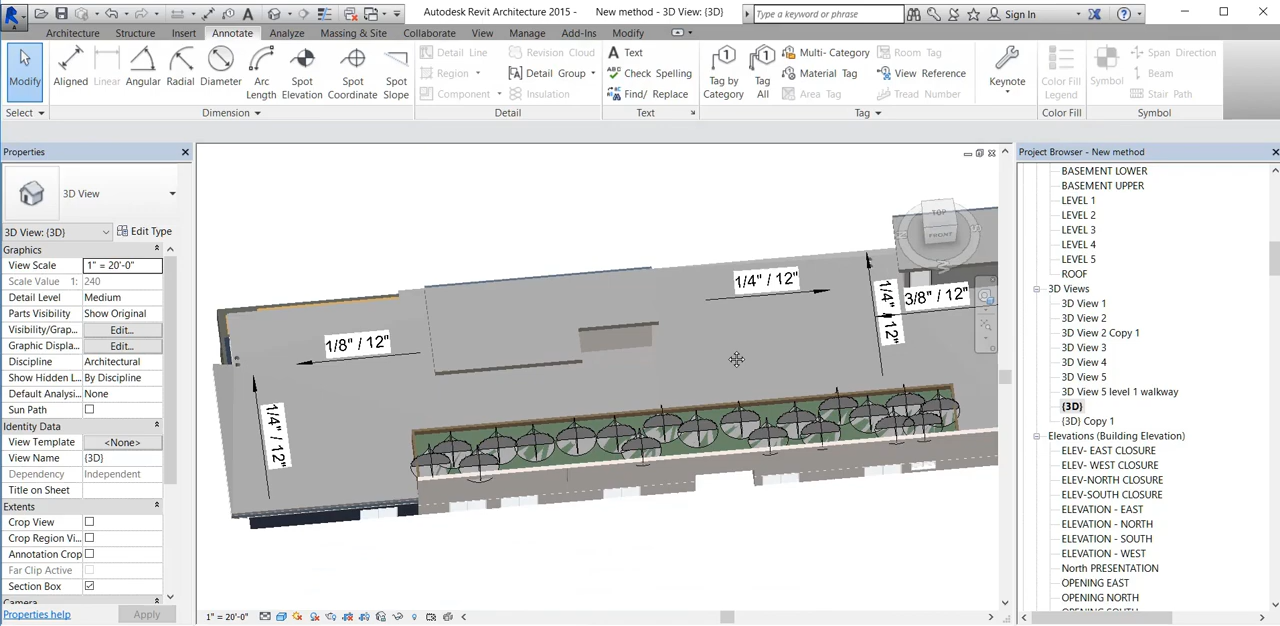 Autodesk Revit Architecture 2015 - New method - 3D View: {3D}
Type a keyword or phrase
Sign In
Architecture Structure Insert Annotate Analyze Massing & Site Collaborate View Manage Add-Ins Modify
Modify
Aligned
Linear
Angular
Radial
Diameter
Arc Length
Spot Elevation
Spot Coordinate
Spot Slope
Detail Line
Region
Component
Revision Cloud
Detail Group
Insulation
Text
Check Spelling
Find/ Replace
Tag by Category
Tag All
Multi- Category
Material Tag
Area Tag
Room Tag
View Reference
Tread Number
Keynote
Color Fill Legend
Symbol
Span Direction
Beam
Stair Path
Select
Dimension
Detail
Text
Tag
Color Fill
Symbol
Properties
3D View
3D View: {3D}
Edit Type
Graphics
View Scale 1" = 20'-0"
Scale Value 1: 240
Detail Level Medium
Parts Visibility Show Original
Visibility/Grap... Edit...
Graphic Displa... Edit...
Discipline Architectural
Show Hidden L... By Discipline
Default Analysi... None
Sun Path
Identity Data
View Template <None>
View Name {3D}
Dependency Independent
Title on Sheet
Extents
Crop View
Crop Region Vi...
Annotation Crop
Far Clip Active
Section Box
Camera
Properties help
Apply
TOP
FRONT
1/4" / 12"
1/4" / 12"
3/8" / 12"
1/8" / 12"
1/4" / 12"
1" = 20'-0"
Project Browser - New method
BASEMENT LOWER
BASEMENT UPPER
LEVEL 1
LEVEL 2
LEVEL 3
LEVEL 4
LEVEL 5
ROOF
3D Views
3D View 1
3D View 2
3D View 2 Copy 1
3D View 3
3D View 4
3D View 5
3D View 5 level 1 walkway
{3D}
{3D} Copy 1
Elevations (Building Elevation)
ELEV- EAST CLOSURE
ELEV- WEST CLOSURE
ELEV-NORTH CLOSURE
ELEV-SOUTH CLOSURE
ELEVATION - EAST
ELEVATION - NORTH
ELEVATION - SOUTH
ELEVATION - WEST
North PRESENTATION
OPENING EAST
OPENING NORTH
OPENING SOUTH